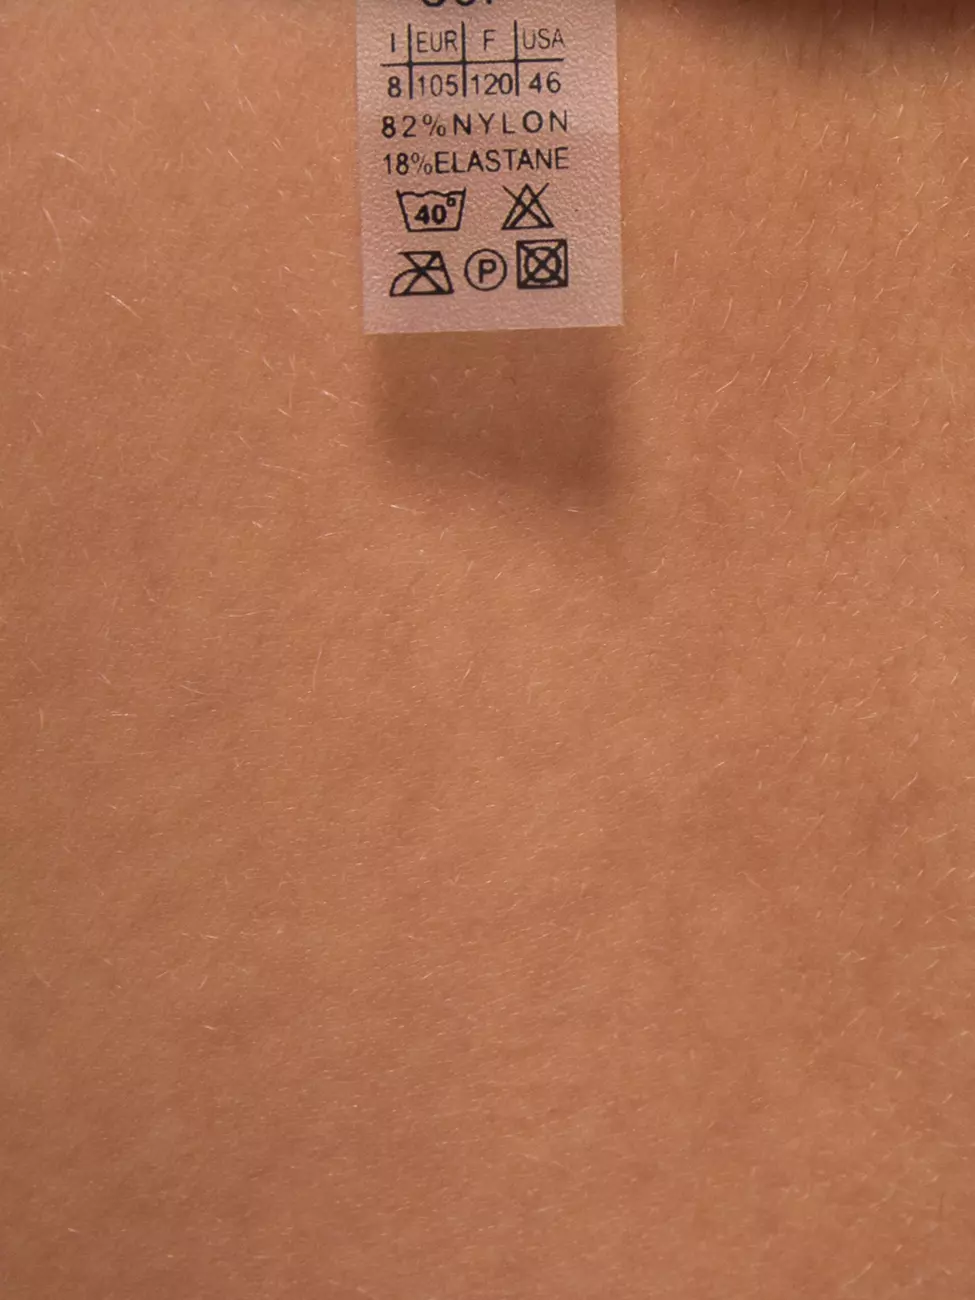 I EUR F USA
8 105 120 46
82%NYLON
18%ELASTANE
40°
P